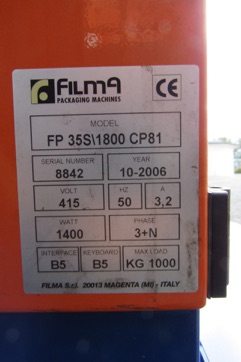 FILMA
PACKAGING MACHINES
CE
MODEL
FP 35S\1800 CP81
SERIAL NUMBER YEAR
8842 10-2006
VOLT HZ A
415 50 3,2
WATT PHASE
1400 3+N
INTERFACE KEYBOARD MAX LOAD
B5 B5 KG 1000
FILMA S.r.l. 20013 MAGENTA (MI) - ITALY